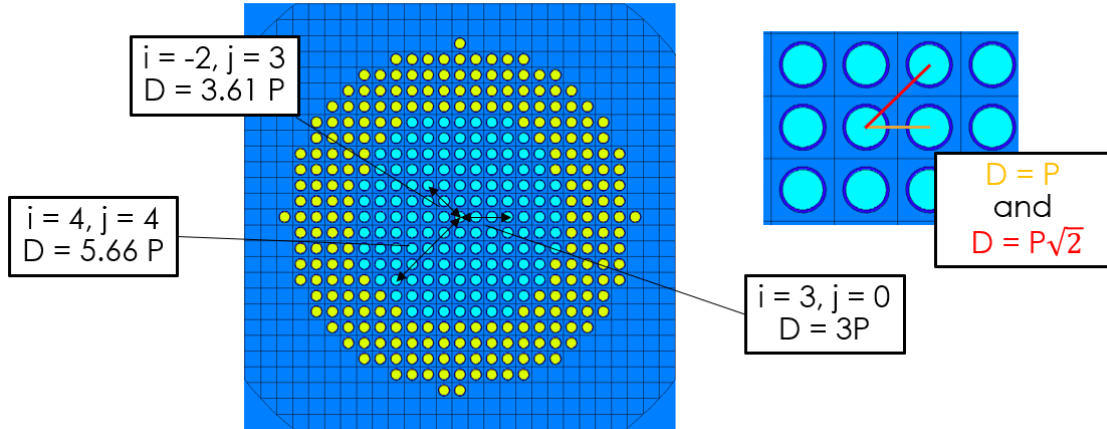 i = -2, j = 3
D = 3.61 P
i = 4, j = 4
D = 5.66 P
i = 3, j = 0
D = 3P
D = P
and
D = P√2